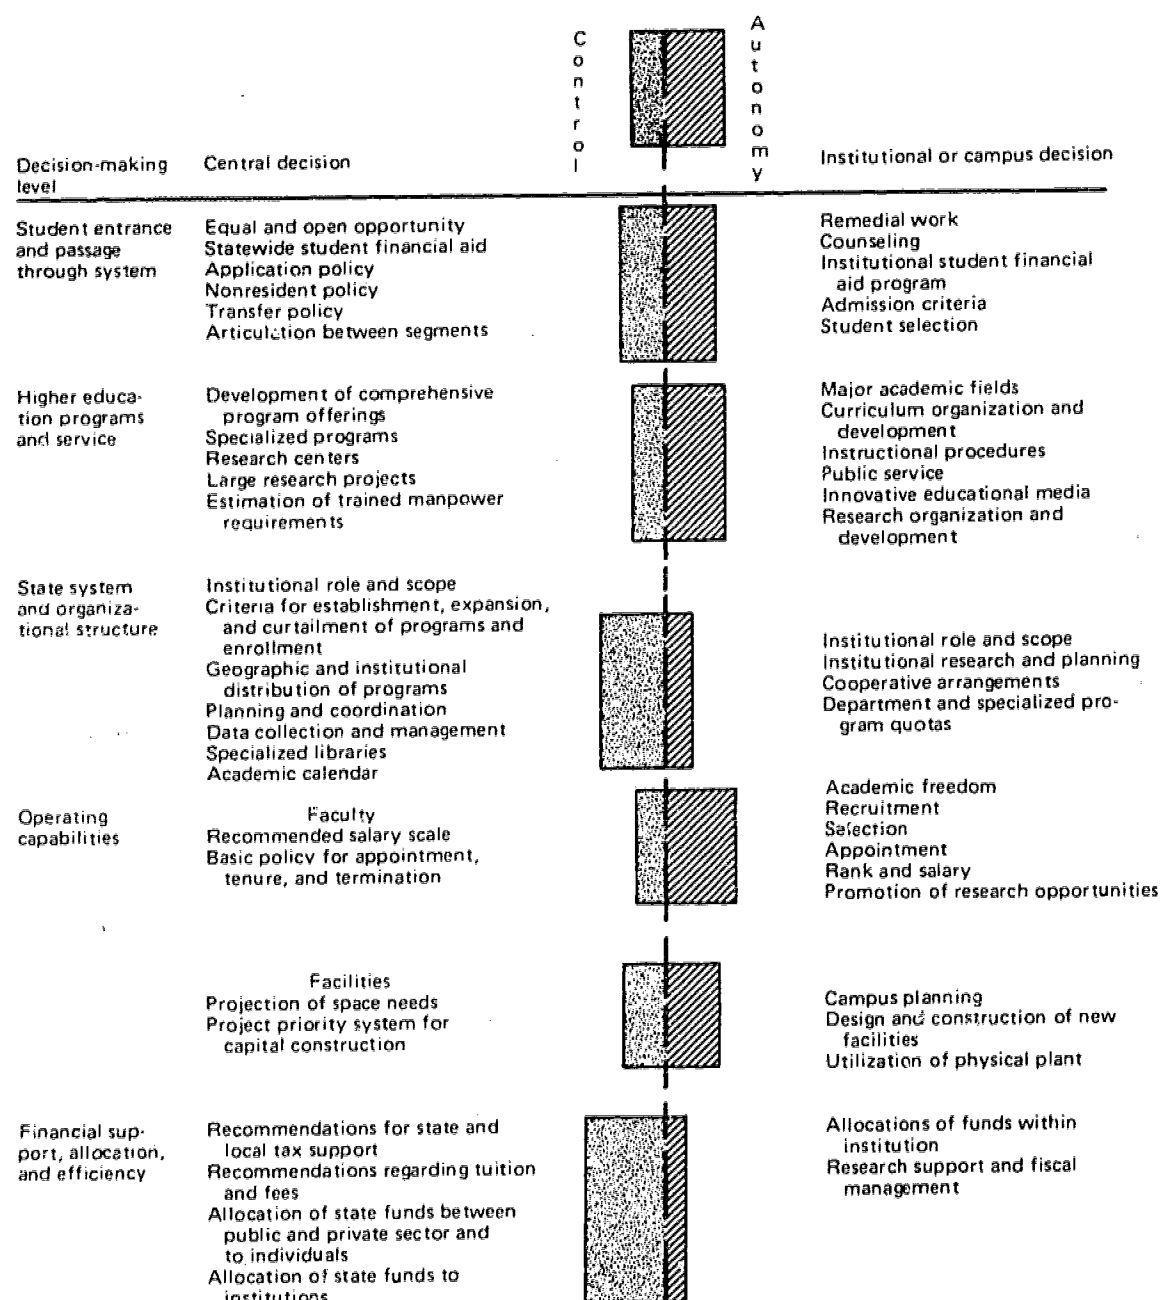 Control
Autonomy
Decision-making level
Central decision
Institutional or campus decision
Student entrance
and passage
through system
Equal and open opportunity
Statewide student financial aid
Application policy
Nonresident policy
Transfer policy
Articulation between segments
Remedial work
Counseling
Institutional student financial
aid program
Admission criteria
Student selection
Higher educa-
tion programs
and service
Development of comprehensive
program offerings
Specialized programs
Research centers
Large research projects
Estimation of trained manpower
requirements
Major academic fields
Curriculum organization and
development
Instructional procedures
Public service
Innovative educational media
Research organization and
development
State system
and organiza-
tional structure
Institutional role and scope
Criteria for establishment, expansion,
and curtailment of programs and
enrollment
Geographic and institutional
distribution of programs
Planning and coordination
Data collection and management
Specialized libraries
Academic calendar
Institutional role and scope
Institutional research and planning
Cooperative arrangements
Department and specialized pro-
gram quotas
Operating
capabilities
Faculty
Recommended salary scale
Basic policy for appointment,
tenure, and termination
Academic freedom
Recruitment
Selection
Appointment
Rank and salary
Promotion of research opportunities
Facilities
Projection of space needs
Project priority system for
capital construction
Campus planning
Design and construction of new
facilities
Utilization of physical plant
Financial sup-
port, allocation,
and efficiency
Recommendations for state and
local tax support
Recommendations regarding tuition
and fees
Allocation of state funds between
public and private sector and
to individuals
Allocation of state funds to
institutions
Allocations of funds within
institution
Research support and fiscal
management